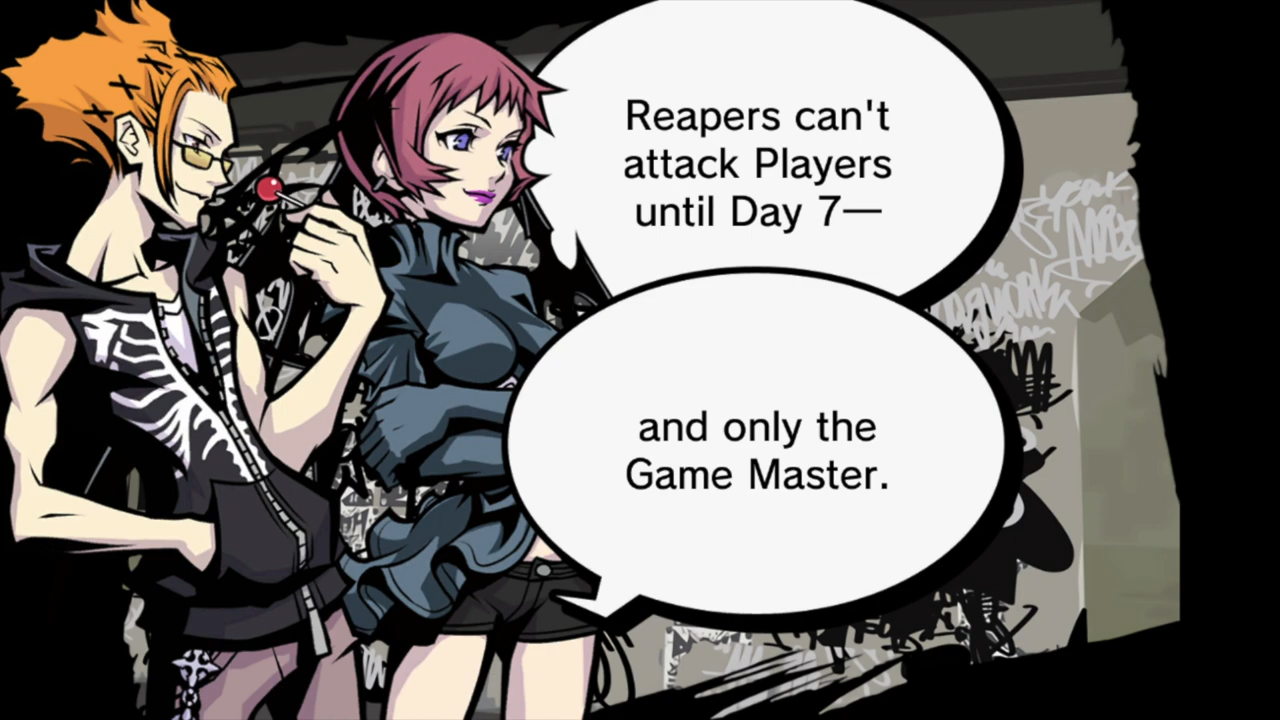 Reapers can't
attack Players
until Day 7—
and only the
Game Master.